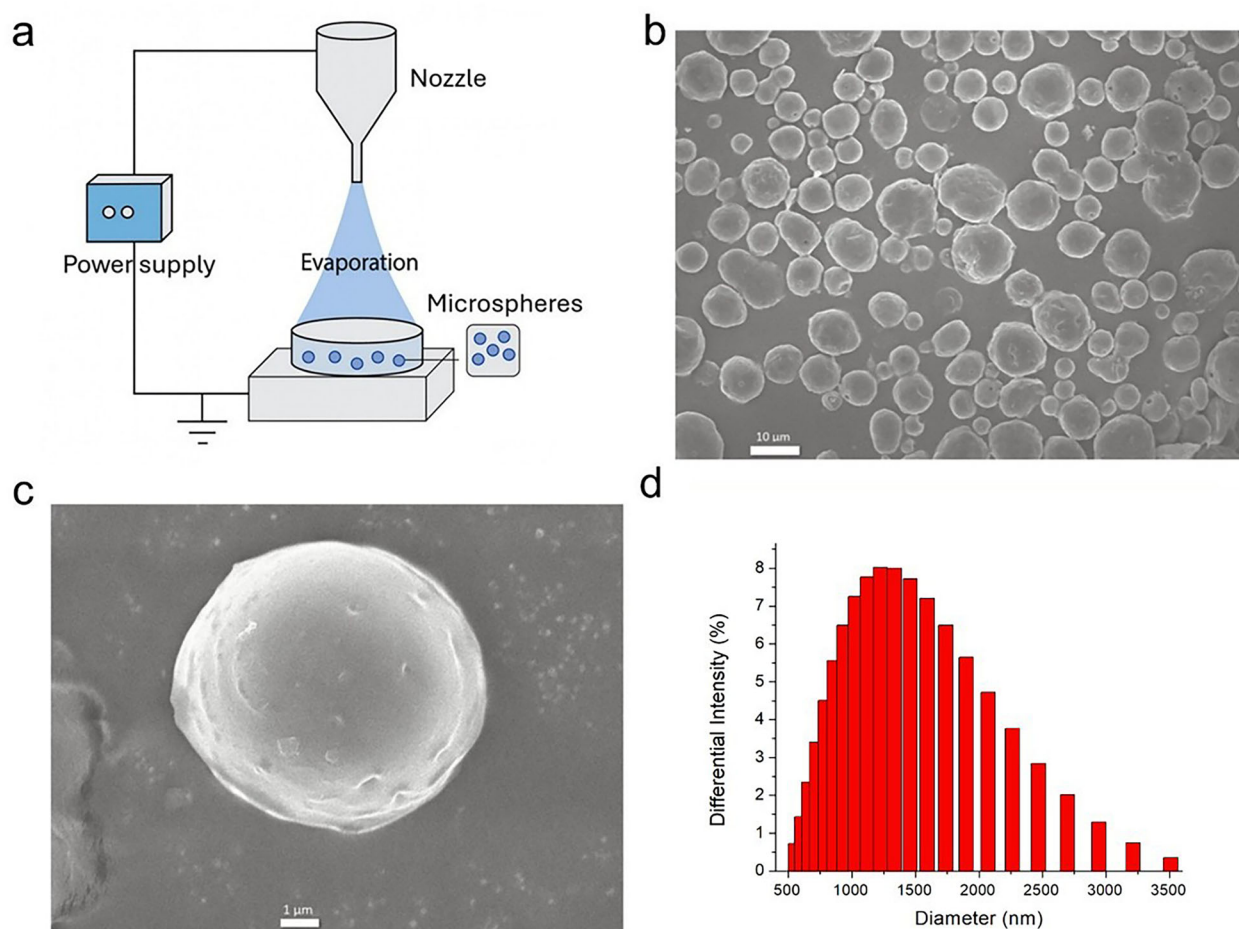 a
Nozzle
Power supply
Evaporation
Microspheres
b
10 µm
c
1 µm
d
Differential Intensity (%)
8
7
6
5
4
3
2
1
0
500
1000
1500
2000
2500
3000
3500
Diameter (nm)